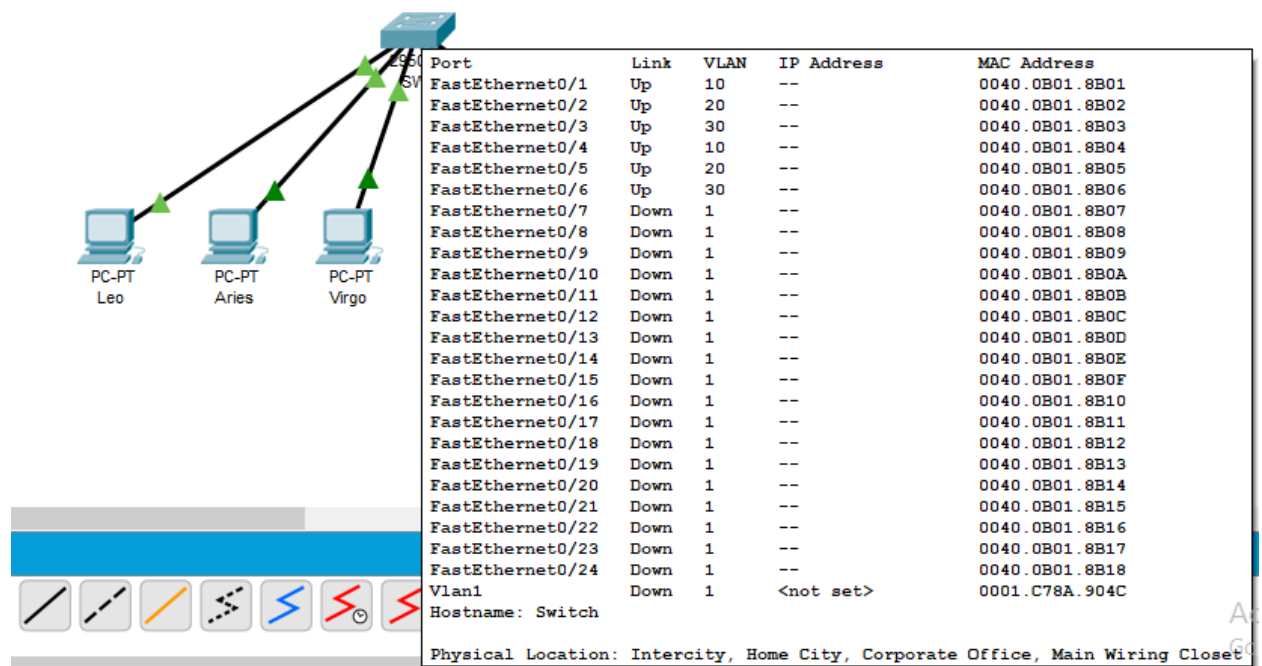 2950
SW
PC-PT
Leo
PC-PT
Aries
PC-PT
Virgo
Port Link VLAN IP Address MAC Address
FastEthernet0/1 Up 10 -- 0040.0B01.8B01
FastEthernet0/2 Up 20 -- 0040.0B01.8B02
FastEthernet0/3 Up 30 -- 0040.0B01.8B03
FastEthernet0/4 Up 10 -- 0040.0B01.8B04
FastEthernet0/5 Up 20 -- 0040.0B01.8B05
FastEthernet0/6 Up 30 -- 0040.0B01.8B06
FastEthernet0/7 Down 1 -- 0040.0B01.8B07
FastEthernet0/8 Down 1 -- 0040.0B01.8B08
FastEthernet0/9 Down 1 -- 0040.0B01.8B09
FastEthernet0/10 Down 1 -- 0040.0B01.8B0A
FastEthernet0/11 Down 1 -- 0040.0B01.8B0B
FastEthernet0/12 Down 1 -- 0040.0B01.8B0C
FastEthernet0/13 Down 1 -- 0040.0B01.8B0D
FastEthernet0/14 Down 1 -- 0040.0B01.8B0E
FastEthernet0/15 Down 1 -- 0040.0B01.8B0F
FastEthernet0/16 Down 1 -- 0040.0B01.8B10
FastEthernet0/17 Down 1 -- 0040.0B01.8B11
FastEthernet0/18 Down 1 -- 0040.0B01.8B12
FastEthernet0/19 Down 1 -- 0040.0B01.8B13
FastEthernet0/20 Down 1 -- 0040.0B01.8B14
FastEthernet0/21 Down 1 -- 0040.0B01.8B15
FastEthernet0/22 Down 1 -- 0040.0B01.8B16
FastEthernet0/23 Down 1 -- 0040.0B01.8B17
FastEthernet0/24 Down 1 -- 0040.0B01.8B18
Vlan1 Down 1 <not set> 0001.C78A.904C
Hostname: Switch
Physical Location: Intercity, Home City, Corporate Office, Main Wiring Closet